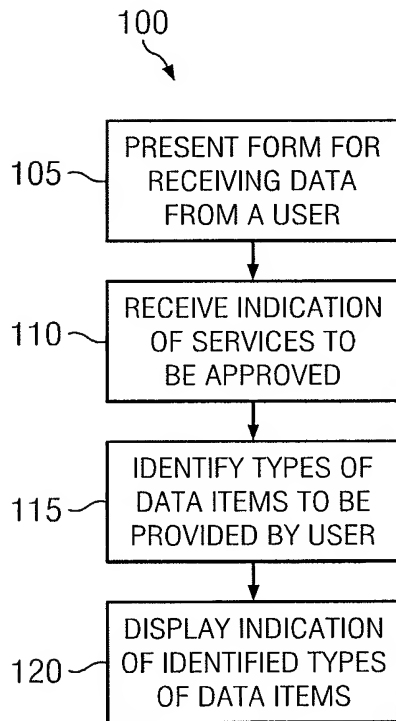 100
105
PRESENT FORM FOR
RECEIVING DATA
FROM A USER
110
RECEIVE INDICATION
OF SERVICES TO
BE APPROVED
115
IDENTIFY TYPES OF
DATA ITEMS TO BE
PROVIDED BY USER
120
DISPLAY INDICATION
OF IDENTIFIED TYPES
OF DATA ITEMS